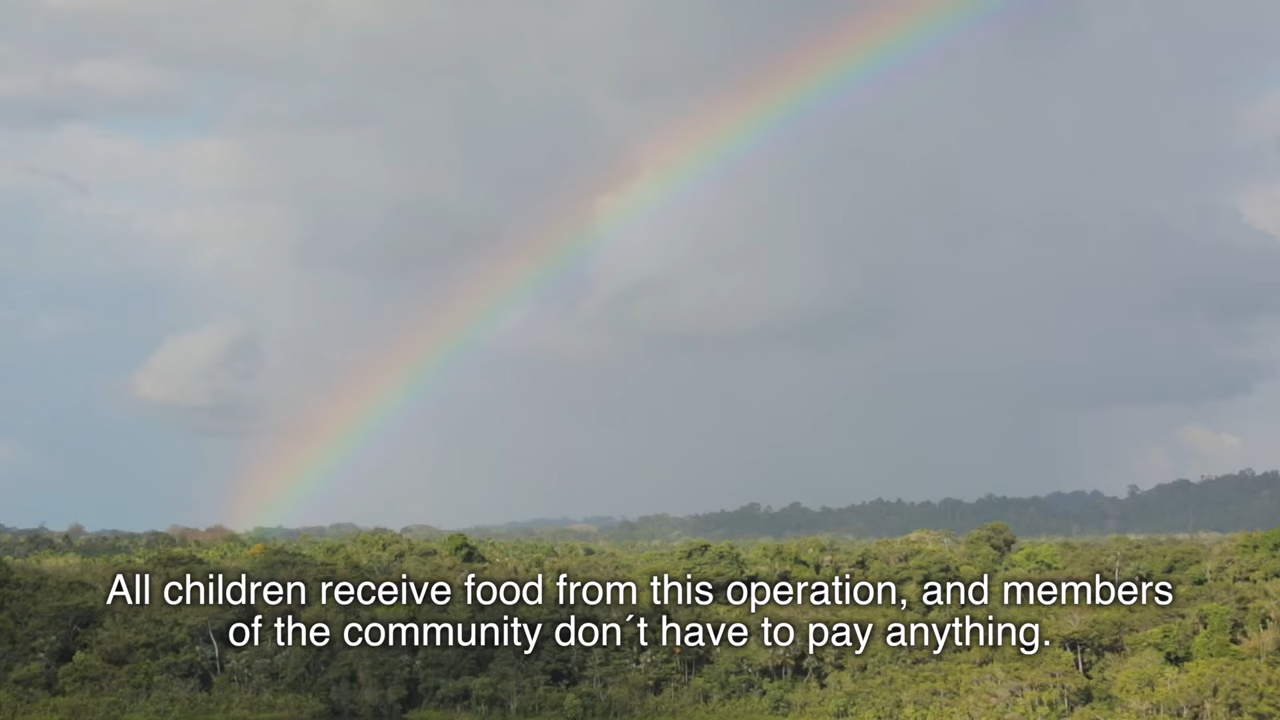 All children receive food from this operation, and members
of the community don´t have to pay anything.